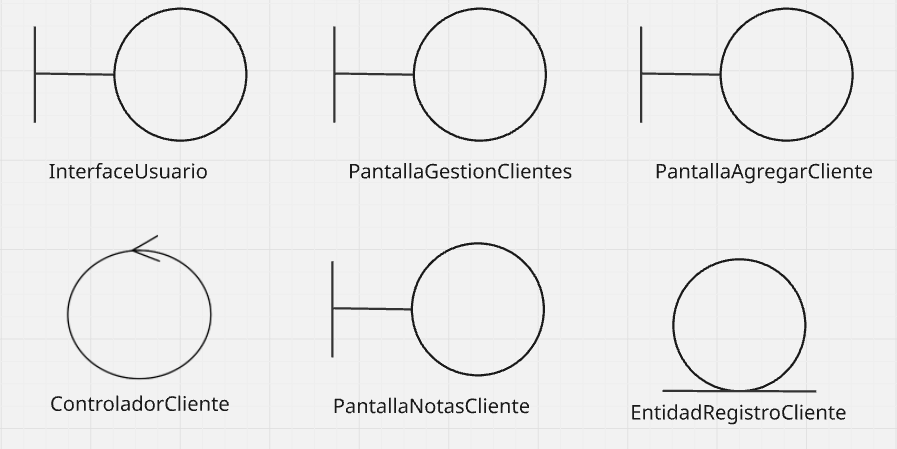 InterfaceUsuario
PantallaGestionClientes
PantallaAgregarCliente
ControladorCliente
PantallaNotasCliente
EntidadRegistroCliente